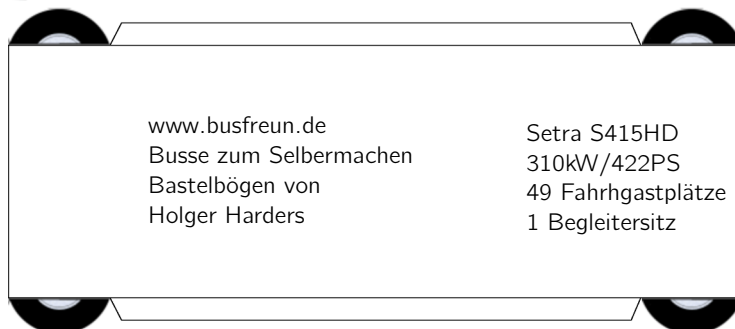 www.busfreun.de
Busse zum Selbermachen
Bastelbögen von
Holger Harders
Setra S415HD
310kW/422PS
49 Fahrhgastplätze
1 Begleitersitz